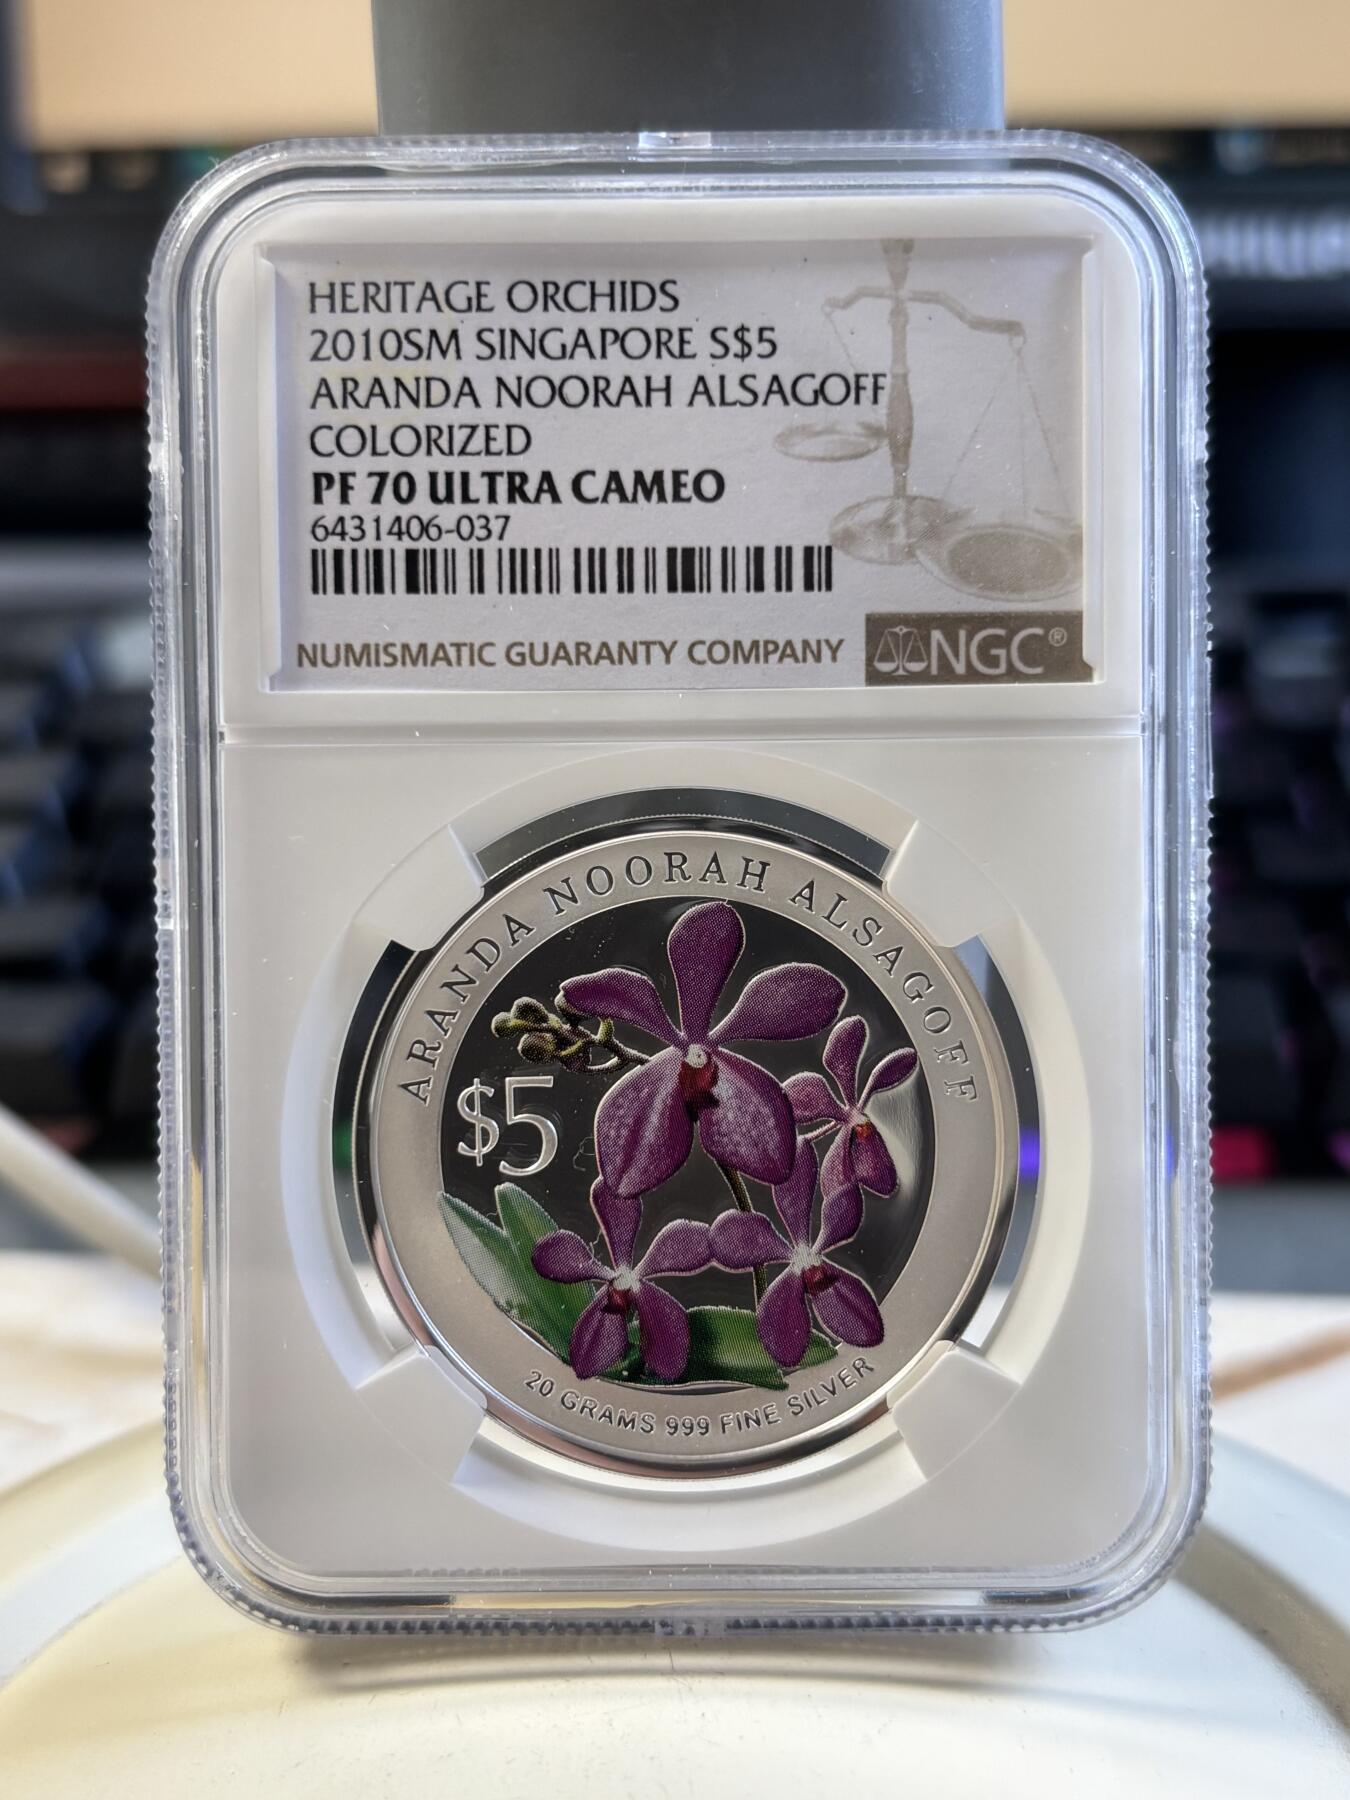 HERITAGE ORCHIDS
2010SM SINGAPORE S$5
ARANDA NOORAH ALSAGOFF
COLORIZED
PF 70 ULTRA CAMEO
6431406-037
NUMISMATIC GUARANTY COMPANY
NGC®
ARANDA NOORAH ALSAGOFF
$5
20 GRAMS 999 FINE SILVER